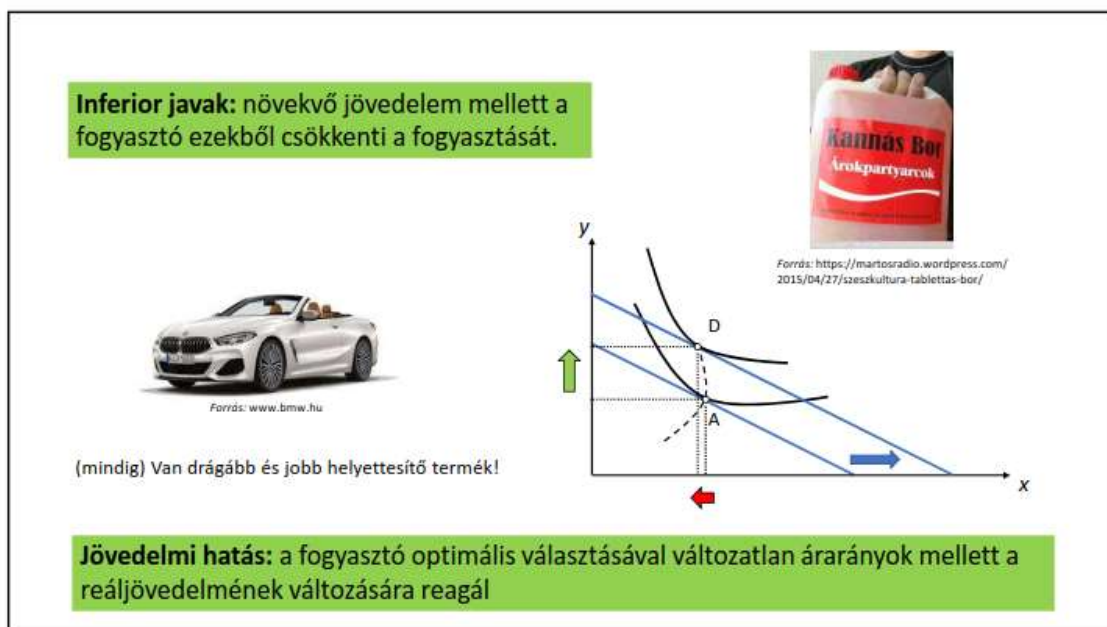 Inferior javak: növekvő jövedelem mellett a
fogyasztó ezekből csökkenti a fogyasztását.
Kannás Bor
Árokpartyarcok
Forrás: https://martosradio.wordpress.com/
2015/04/27/szeszkultura-tablettas-bor/
y
D
A
x
Forrás: www.bmw.hu
(mindig) Van drágább és jobb helyettesítő termék!
Jövedelmi hatás: a fogyasztó optimális választásával változatlan árarányok mellett a
reáljövedelmének változására reagál